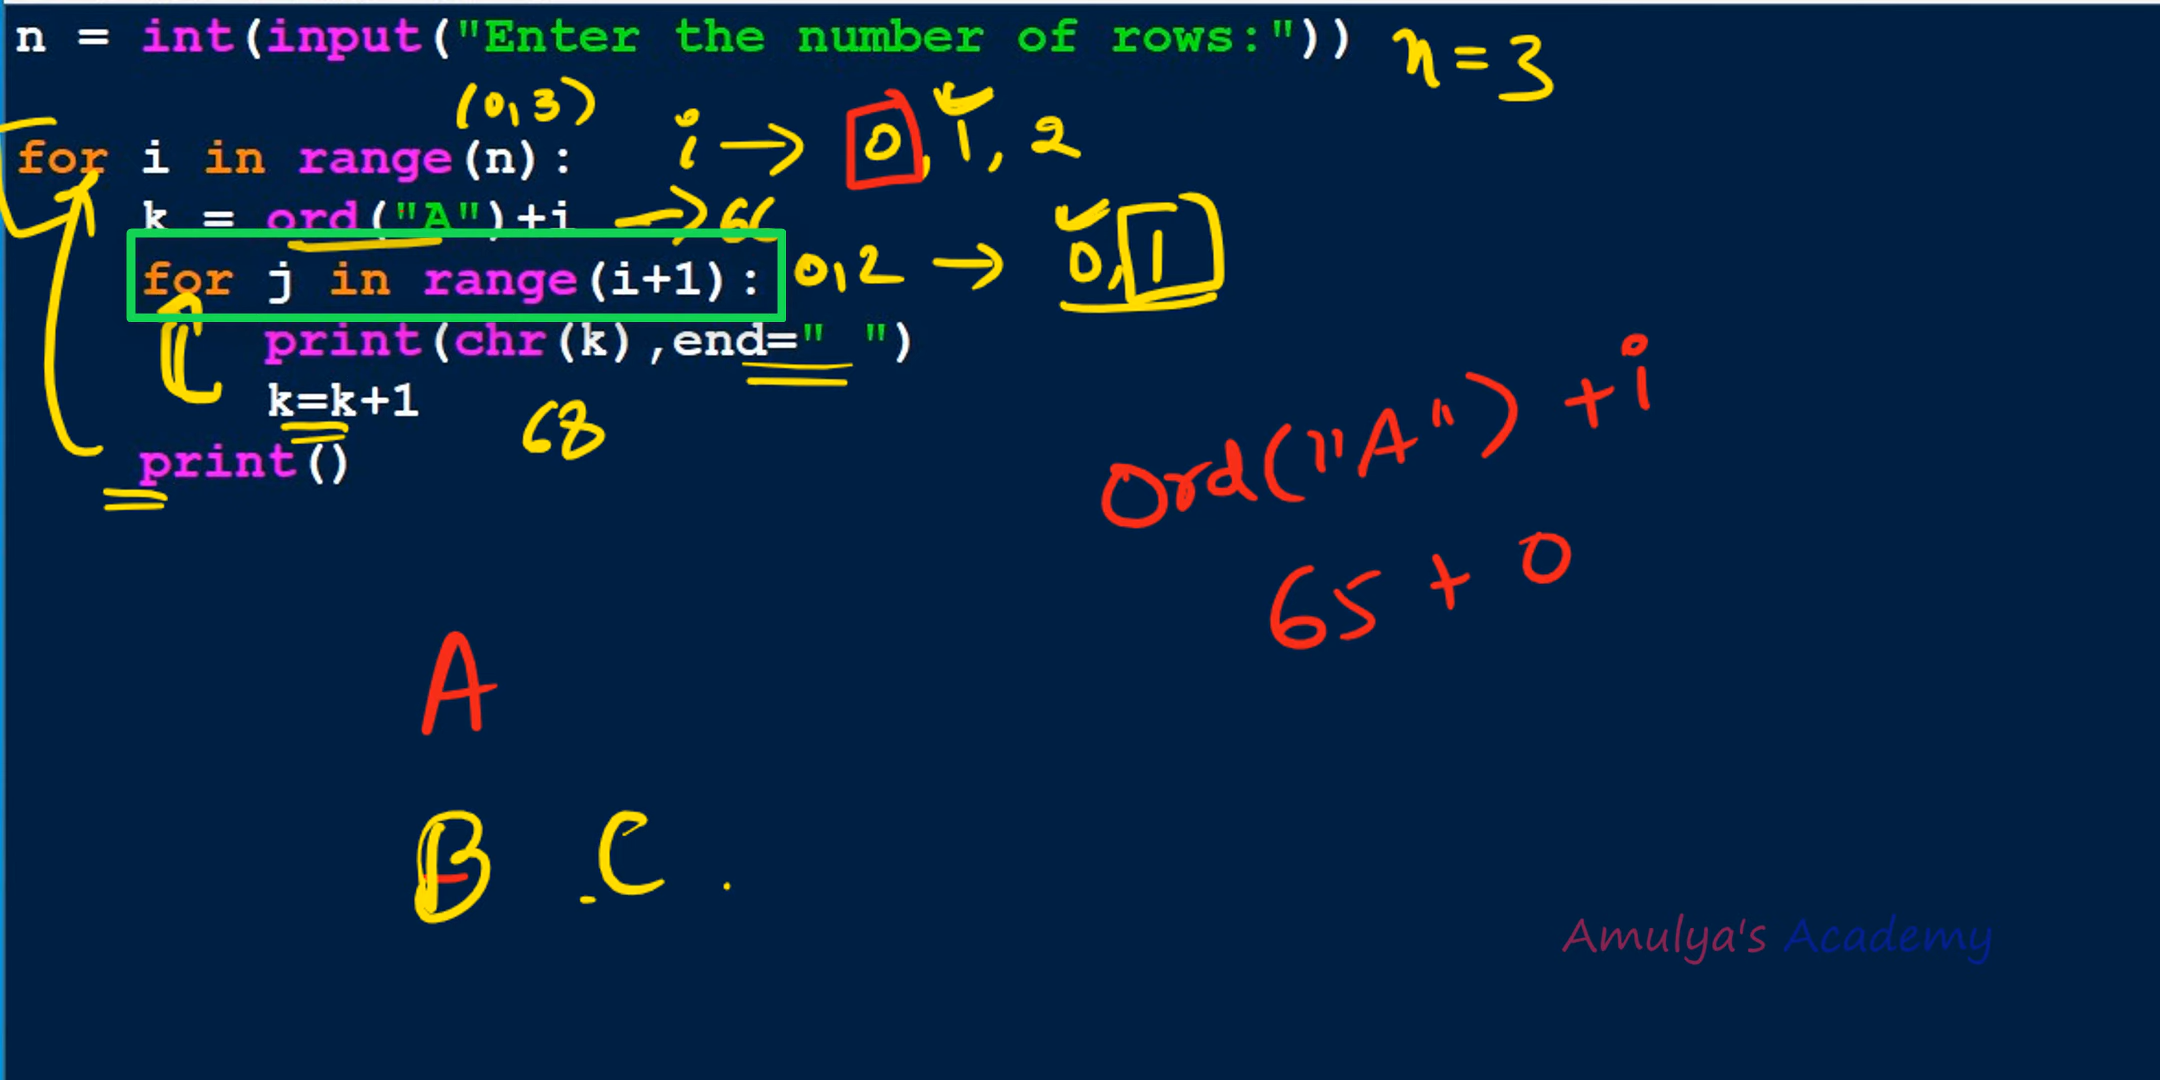 n = int(input("Enter the number of rows:")) n=3
(0,3)
for i in range(n): i → 0, 1, 2
k = ord("A")+i → 66
for j in range(i+1): 0,2 → 0, 1
print(chr(k),end=" ")
k=k+1 68
print()
Ord("A") + i
65 + 0
A
B C
Amulya's Academy